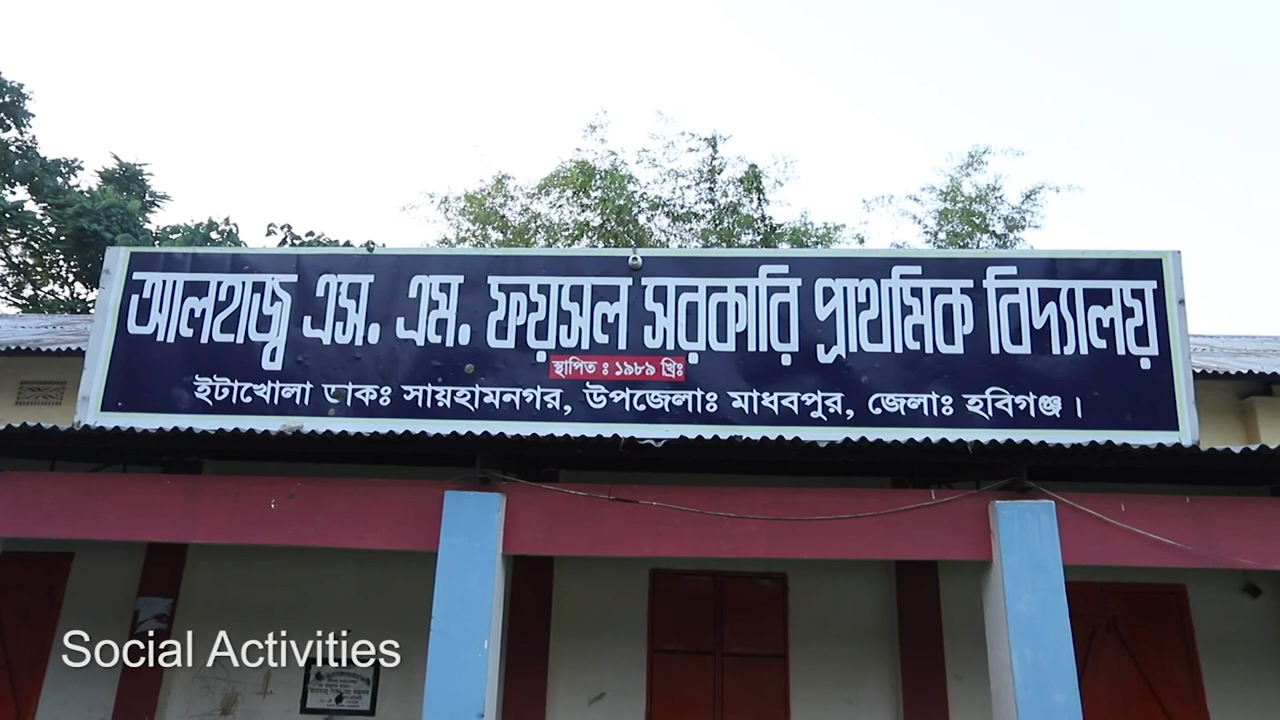 আলহাজ্ব এস. এম. ফয়সল সরকারি প্রাথমিক বিদ্যালয়
স্থাপিত ঃ ১৯৮৯ খ্রিঃ
ইটাখোলা ডাকঃ সায়হামনগর, উপজেলাঃ মাধবপুর, জেলাঃ হবিগঞ্জ।
Social Activities